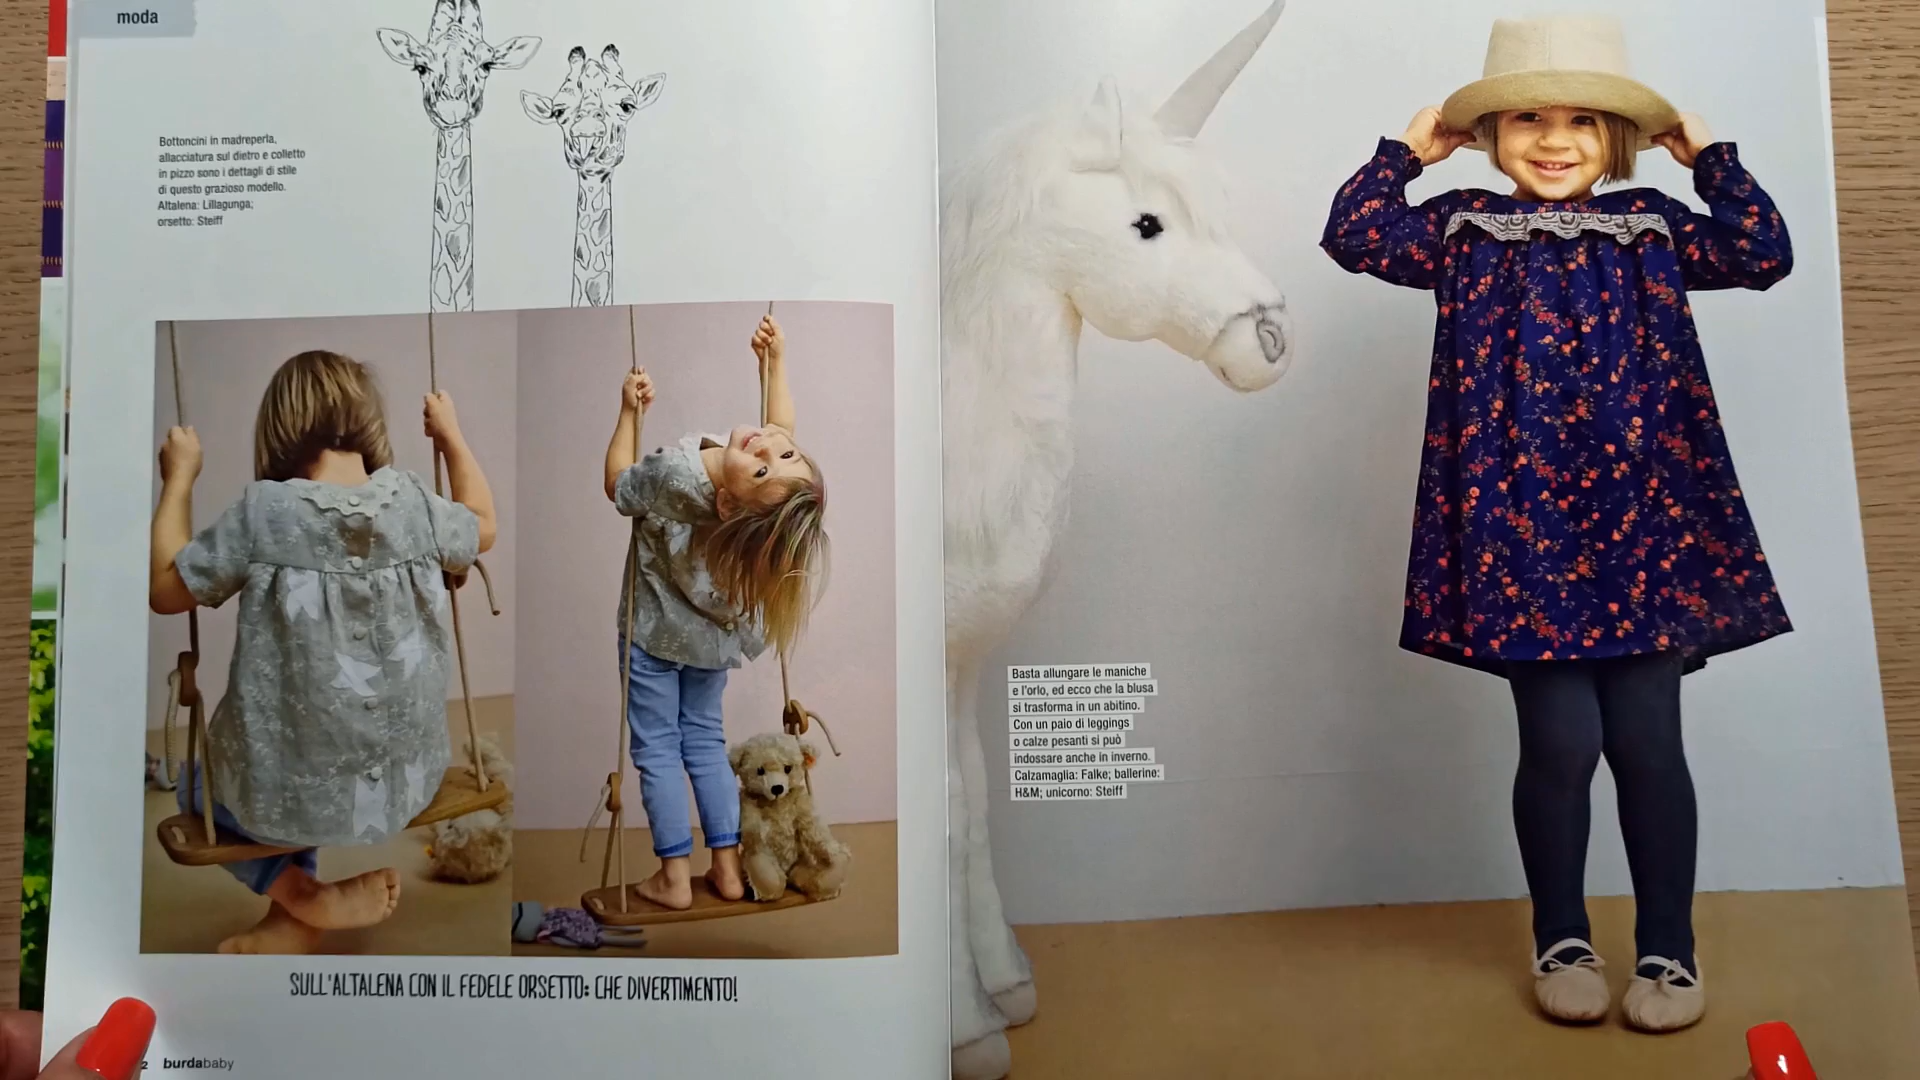 moda
Bottoncini in madreperla,
allacciatura sul dietro e colletto
in pizzo sono i dettagli di stile
di questo grazioso modello.
Altalena: Lillagunga;
orsetto: Steiff
SULL'ALTALENA CON IL FEDELE ORSETTO: CHE DIVERTIMENTO!
2 burdababy
Basta allungare le maniche
e l'orlo, ed ecco che la blusa
si trasforma in un abitino.
Con un paio di leggings
o calze pesanti si può
indossare anche in inverno.
Calzamaglia: Falke; ballerine:
H&M; unicorno: Steiff